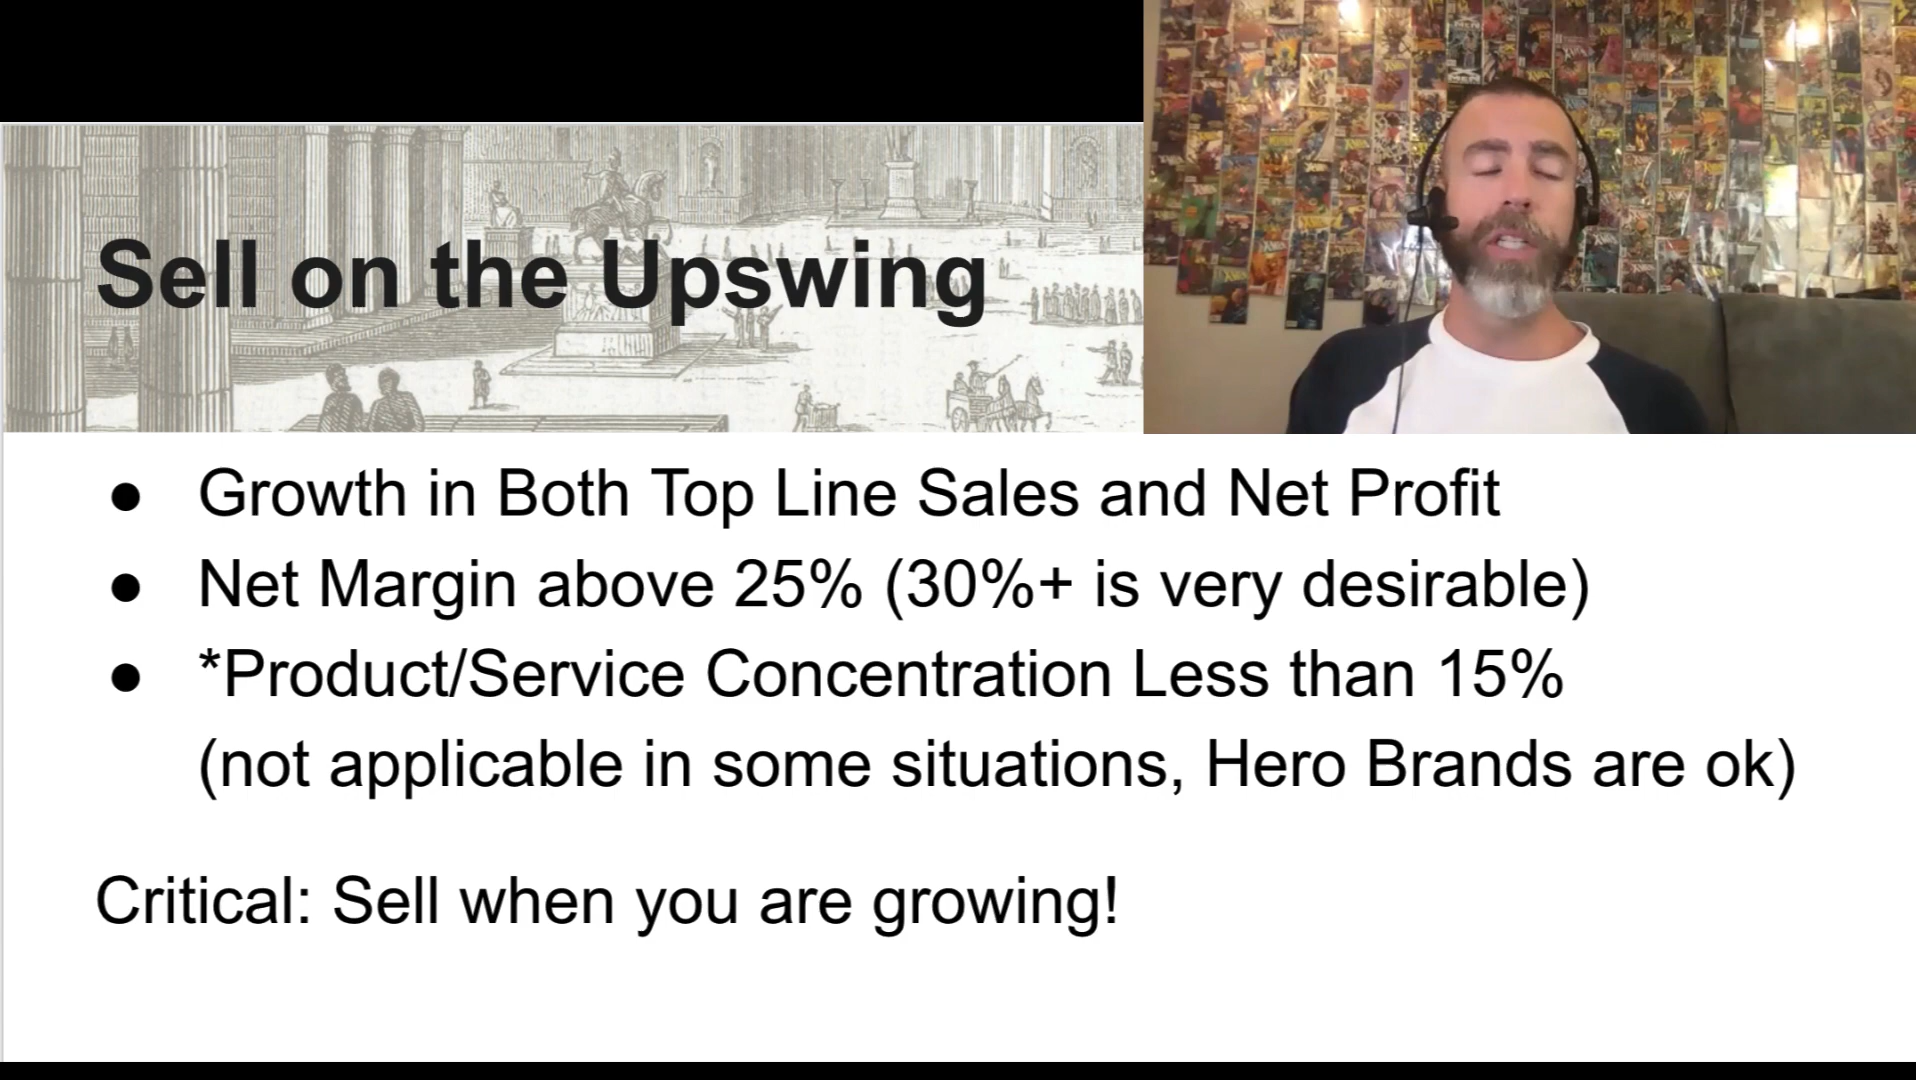 Sell on the Upswing
● Growth in Both Top Line Sales and Net Profit
● Net Margin above 25% (30%+ is very desirable)
● *Product/Service Concentration Less than 15%
(not applicable in some situations, Hero Brands are ok)
Critical: Sell when you are growing!